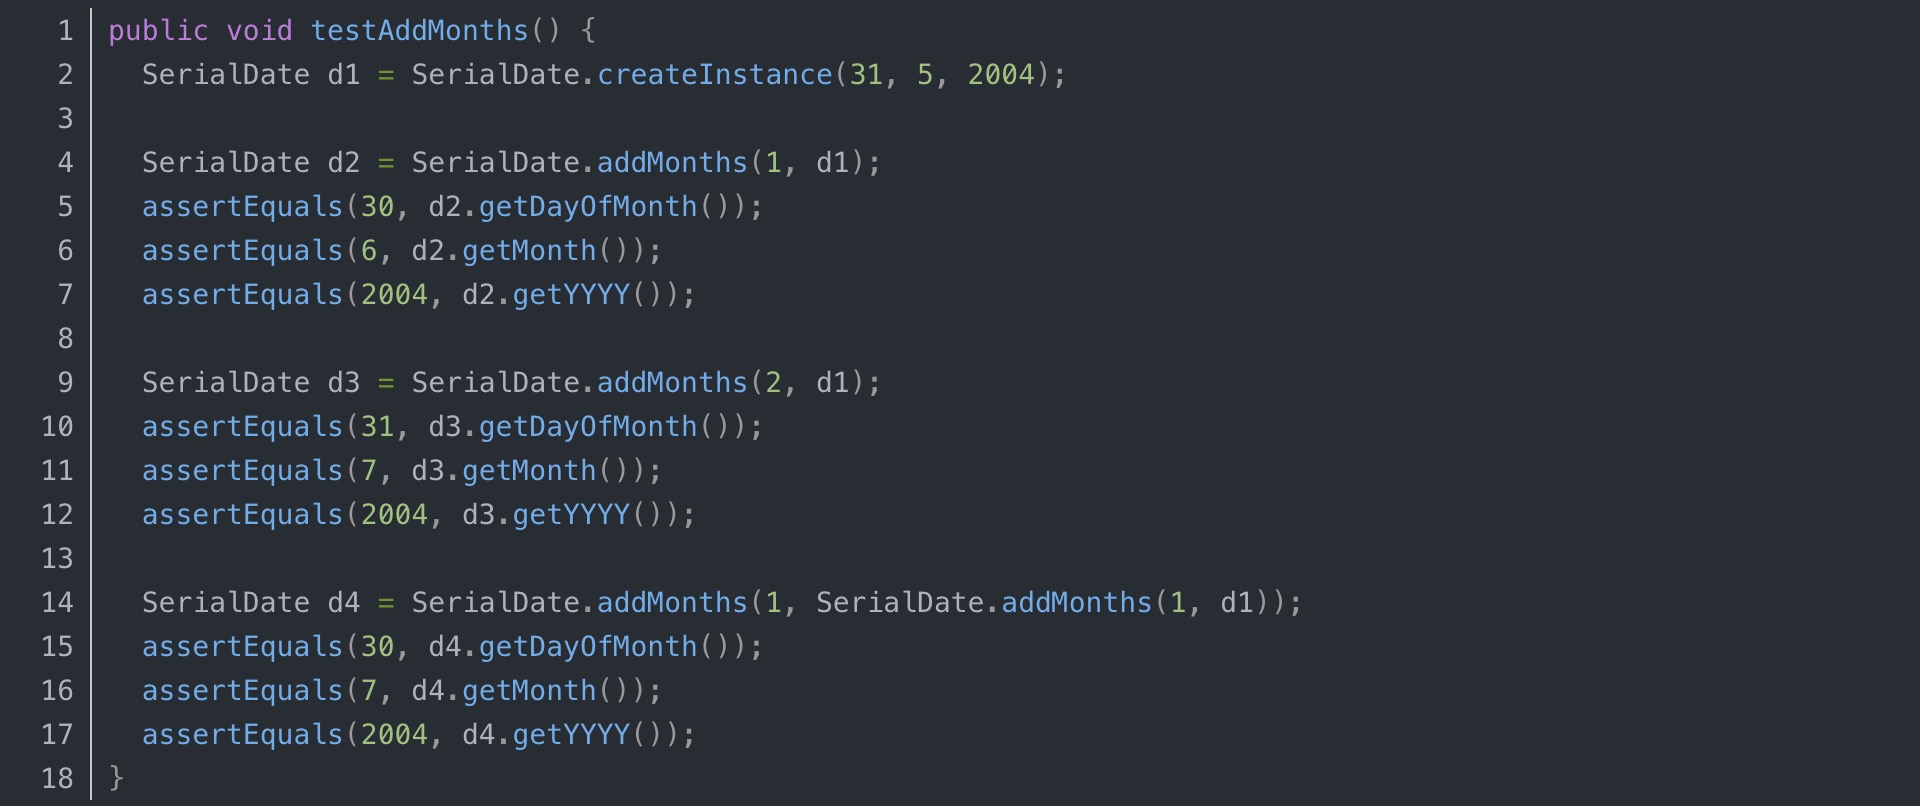 1 public void testAddMonths() {
2   SerialDate d1 = SerialDate.createInstance(31, 5, 2004);
3
4   SerialDate d2 = SerialDate.addMonths(1, d1);
5   assertEquals(30, d2.getDayOfMonth());
6   assertEquals(6, d2.getMonth());
7   assertEquals(2004, d2.getYYYY());
8
9   SerialDate d3 = SerialDate.addMonths(2, d1);
10   assertEquals(31, d3.getDayOfMonth());
11   assertEquals(7, d3.getMonth());
12   assertEquals(2004, d3.getYYYY());
13
14   SerialDate d4 = SerialDate.addMonths(1, SerialDate.addMonths(1, d1));
15   assertEquals(30, d4.getDayOfMonth());
16   assertEquals(7, d4.getMonth());
17   assertEquals(2004, d4.getYYYY());
18 }